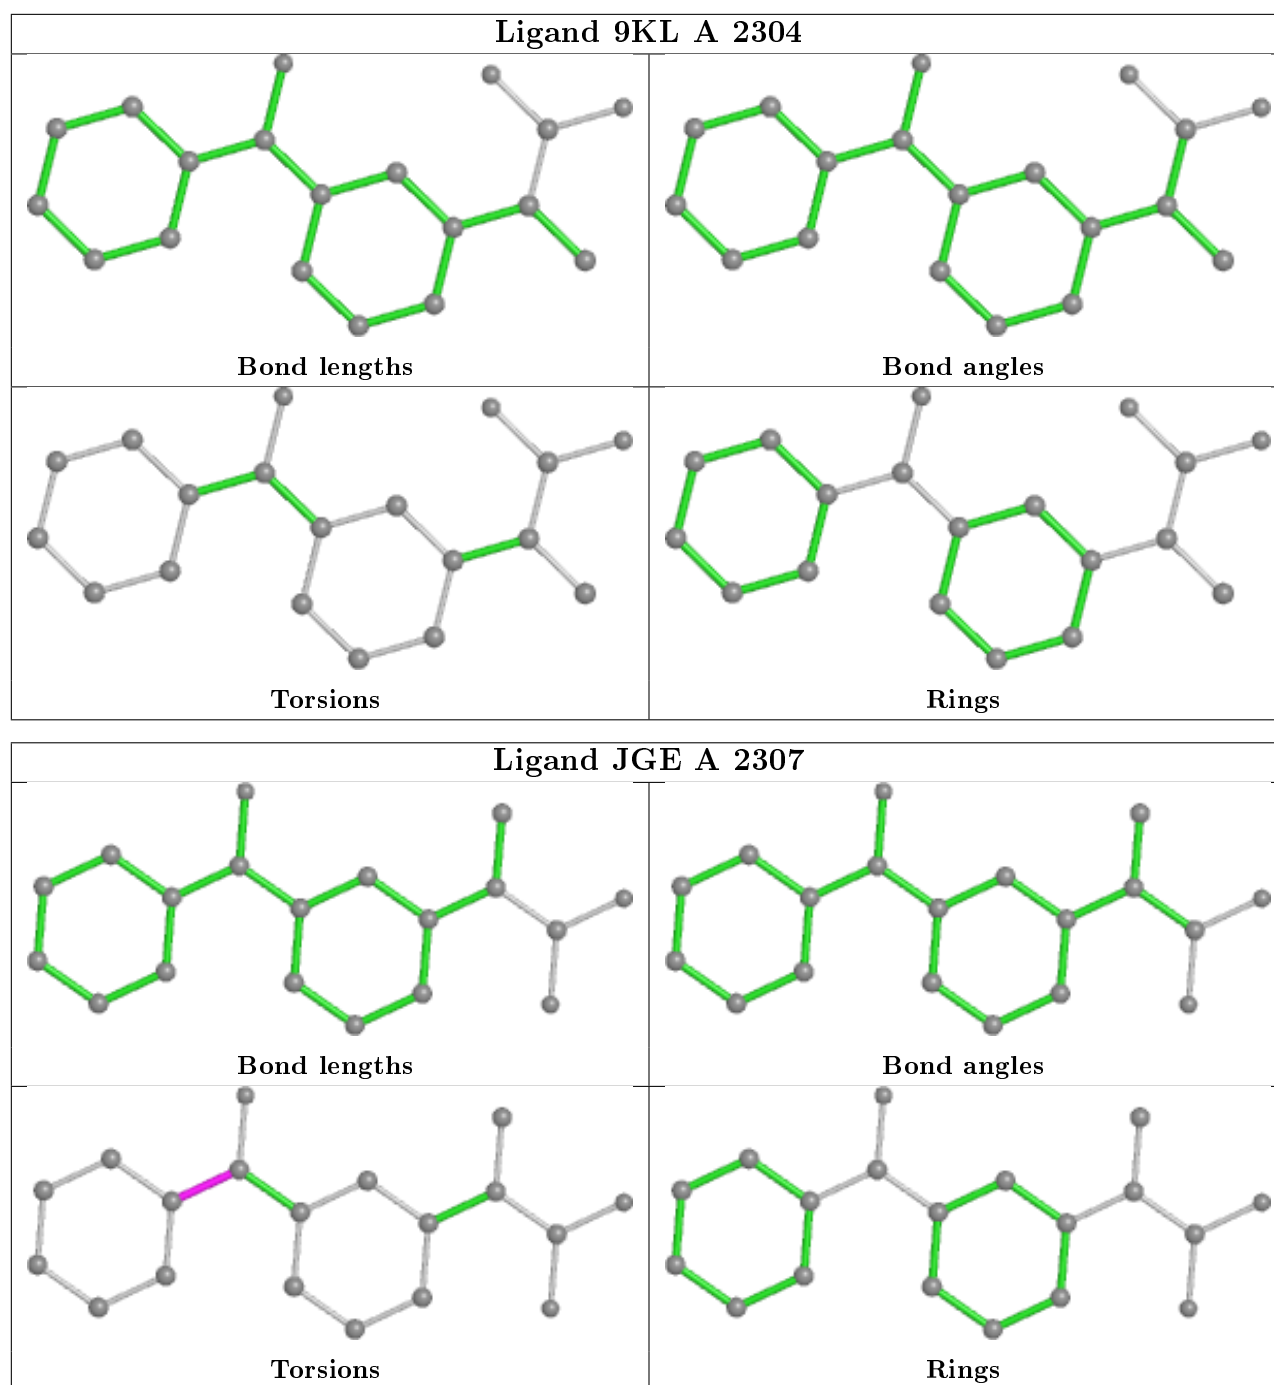 Ligand 9KL A 2304
Bond lengths
Bond angles
Torsions
Rings
Ligand JGE A 2307
Bond lengths
Bond angles
Torsions
Rings